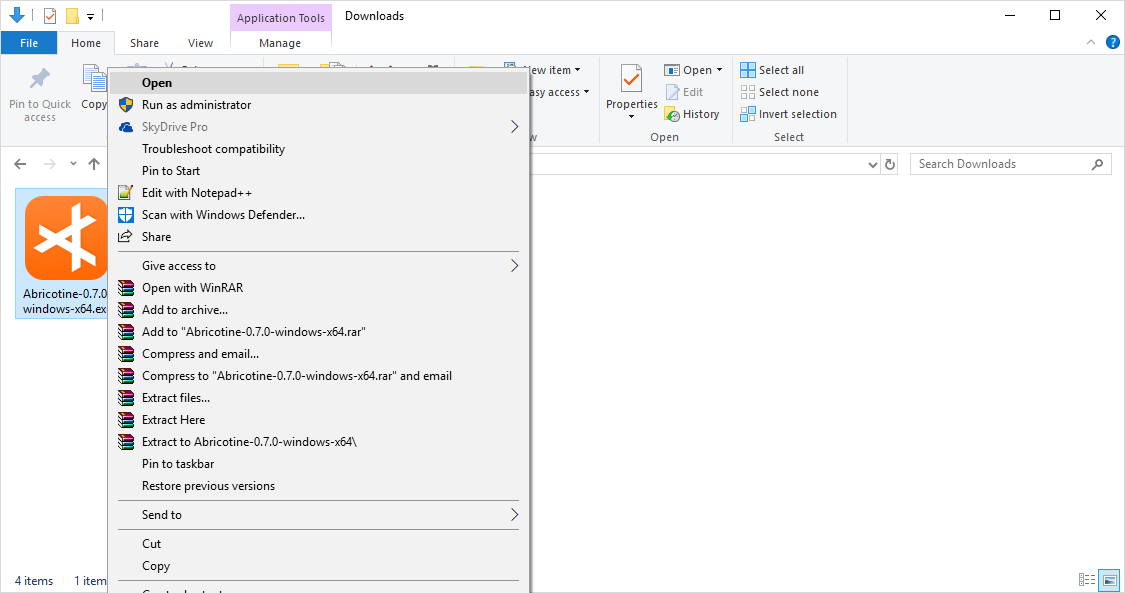 Application Tools
Downloads
File
Home
Share
View
Manage
Pin to Quick
access
Copy
New item
asy access
Properties
Open
Edit
History
Open
Select all
Select none
Invert selection
Select
Search Downloads
Abricotine-0.7.0
windows-x64.ex
Open
Run as administrator
SkyDrive Pro
Troubleshoot compatibility
Pin to Start
Edit with Notepad++
Scan with Windows Defender...
Share
Give access to
Open with WinRAR
Add to archive...
Add to "Abricotine-0.7.0-windows-x64.rar"
Compress and email...
Compress to "Abricotine-0.7.0-windows-x64.rar" and email
Extract files...
Extract Here
Extract to Abricotine-0.7.0-windows-x64\
Pin to taskbar
Restore previous versions
Send to
Cut
Copy
4 items
1 item